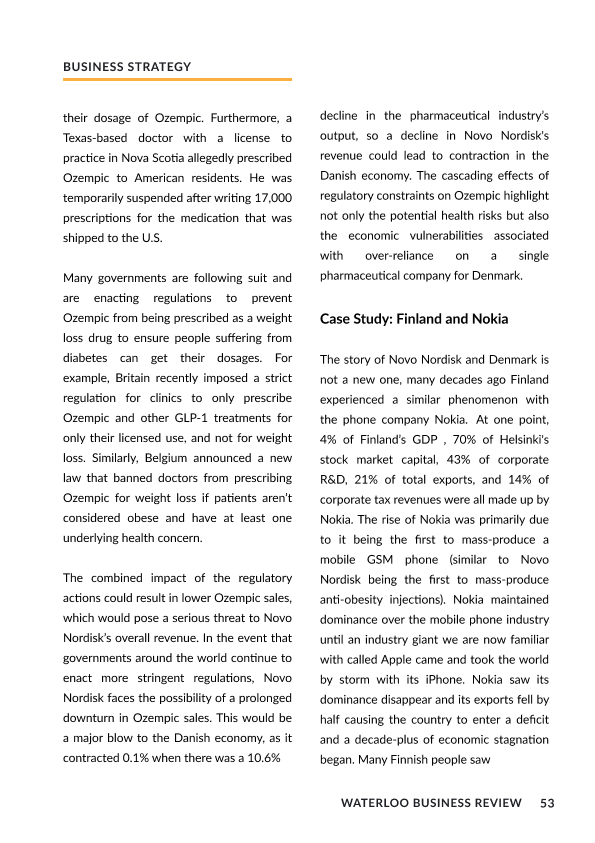 BUSINESS STRATEGY
their dosage of Ozempic. Furthermore, a
Texas-based doctor with a license to
practice in Nova Scotia allegedly prescribed
Ozempic to American residents. He was
temporarily suspended after writing 17,000
prescriptions for the medication that was
shipped to the U.S.
Many governments are following suit and
are enacting regulations to prevent
Ozempic from being prescribed as a weight
loss drug to ensure people suffering from
diabetes can get their dosages. For
example, Britain recently imposed a strict
regulation for clinics to only prescribe
Ozempic and other GLP-1 treatments for
only their licensed use, and not for weight
loss. Similarly, Belgium announced a new
law that banned doctors from prescribing
Ozempic for weight loss if patients aren't
considered obese and have at least one
underlying health concern.
The combined impact of the regulatory
actions could result in lower Ozempic sales,
which would pose a serious threat to Novo
Nordisk's overall revenue. In the event that
governments around the world continue to
enact more stringent regulations, Novo
Nordisk faces the possibility of a prolonged
downturn in Ozempic sales. This would be
a major blow to the Danish economy, as it
contracted 0.1% when there was a 10.6%
decline in the pharmaceutical industry's
output, so a decline in Novo Nordisk's
revenue could lead to contraction in the
Danish economy. The cascading effects of
regulatory constraints on Ozempic highlight
not only the potential health risks but also
the economic vulnerabilities associated
with over-reliance on a single
pharmaceutical company for Denmark.
Case Study: Finland and Nokia
The story of Novo Nordisk and Denmark is
not a new one, many decades ago Finland
experienced a similar phenomenon with
the phone company Nokia. At one point,
4% of Finland's GDP , 70% of Helsinki's
stock market capital, 43% of corporate
R&D, 21% of total exports, and 14% of
corporate tax revenues were all made up by
Nokia. The rise of Nokia was primarily due
to it being the first to mass-produce a
mobile GSM phone (similar to Novo
Nordisk being the first to mass-produce
anti-obesity injections). Nokia maintained
dominance over the mobile phone industry
until an industry giant we are now familiar
with called Apple came and took the world
by storm with its iPhone. Nokia saw its
dominance disappear and its exports fell by
half causing the country to enter a deficit
and a decade-plus of economic stagnation
began. Many Finnish people saw
WATERLOO BUSINESS REVIEW 53